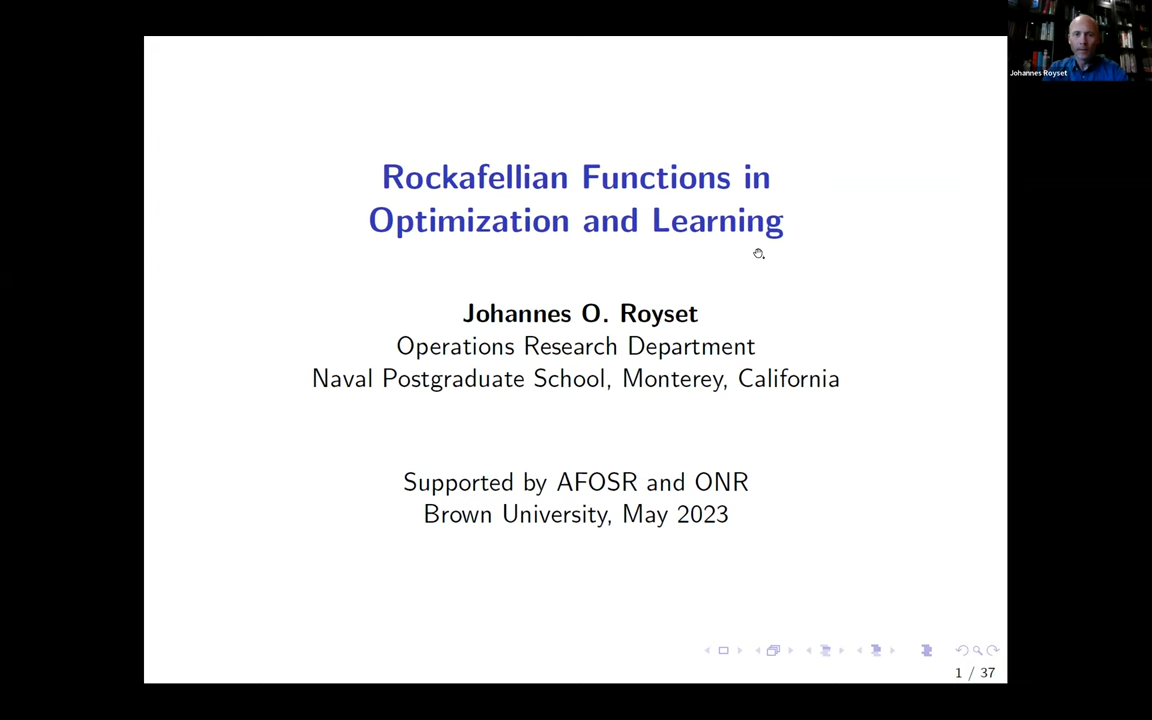 Johannes Royset
Rockafellian Functions in
Optimization and Learning
Johannes O. Royset
Operations Research Department
Naval Postgraduate School, Monterey, California
Supported by AFOSR and ONR
Brown University, May 2023
1 / 37